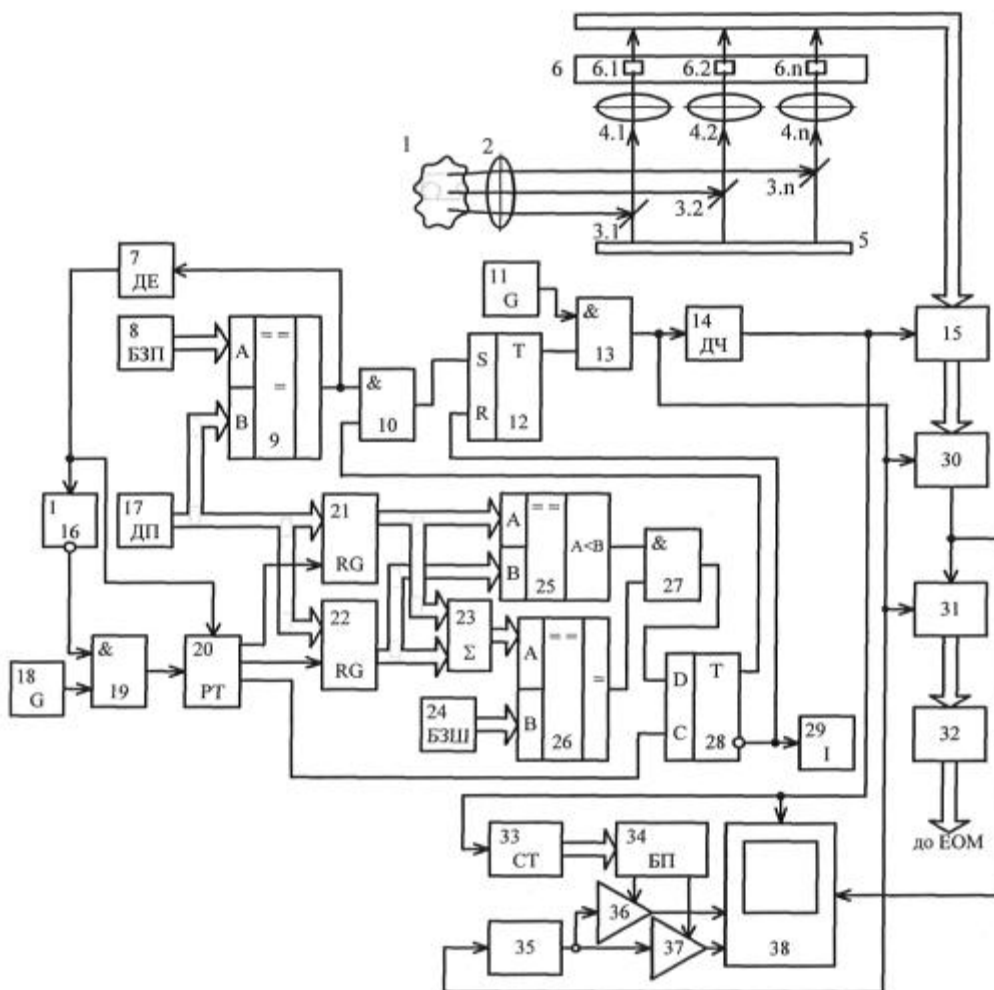 6
6.1
6.2
6.n
4.1
4.2
4.n
1
2
3.n
3.2
3.1
5
7
ДЕ
11
G
8
БЗП
A
==
=
B
9
&
10
S
T
R
12
&
13
14
ДЧ
15
30
1
16
17
ДП
21
RG
A
==
A<B
B
25
&
27
31
22
RG
23
Σ
A
==
=
B
26
18
G
&
19
20
РТ
24
БЗШ
D
T
C
28
29
I
32
до ЕОМ
33
СТ
34
БП
35
36
37
38